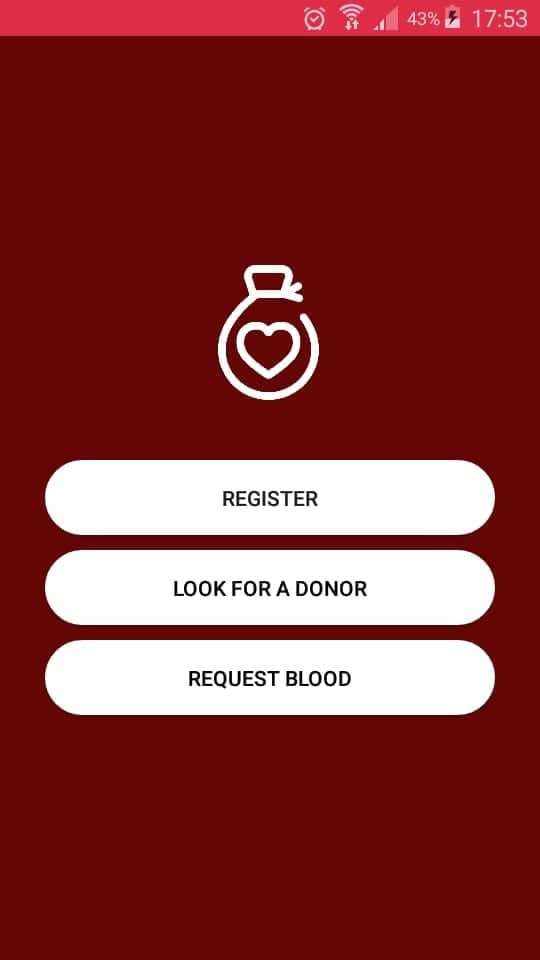 43% 17:53
REGISTER
LOOK FOR A DONOR
REQUEST BLOOD